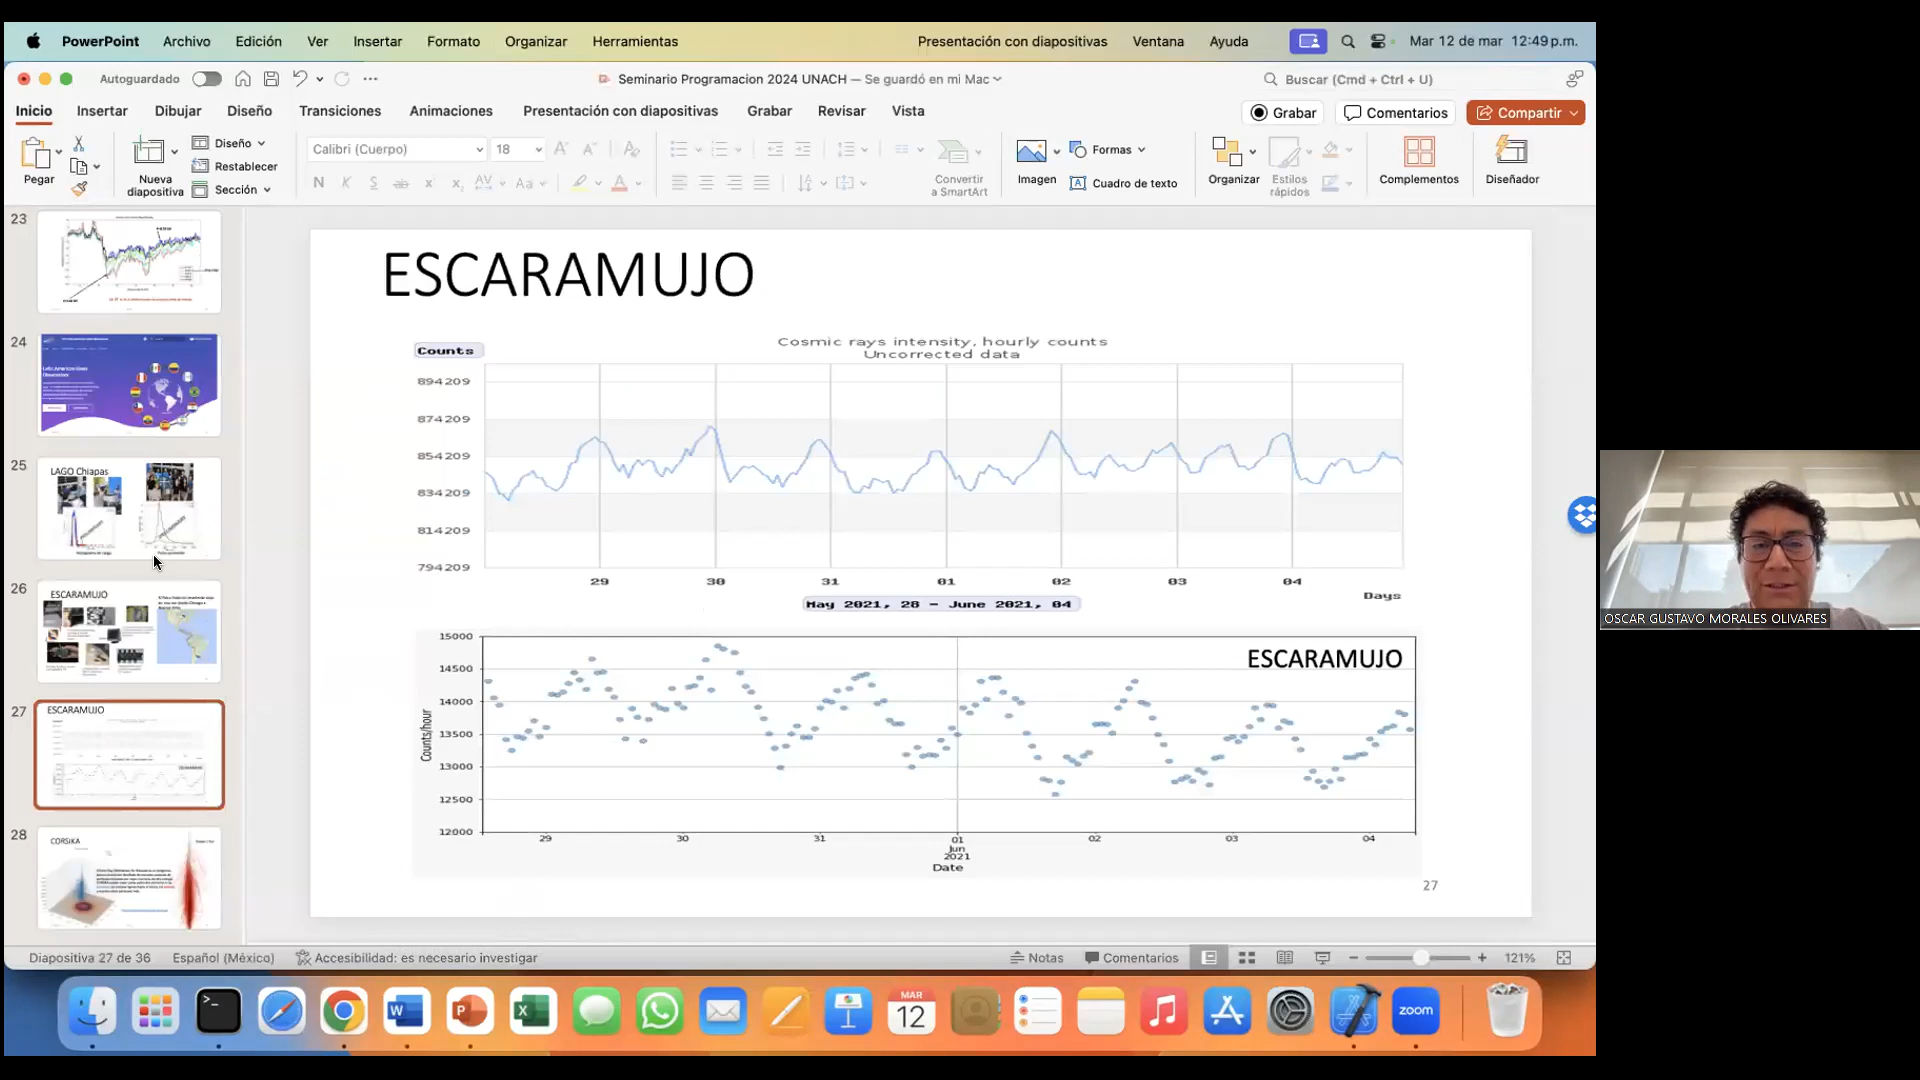 PowerPoint Archivo Edición Ver Insertar Formato Organizar Herramientas Presentación con diapositivas Ventana Ayuda Mar 12 de mar 12:49 p.m.
Autoguardado Seminario Programacion 2024 UNACH — Se guardó en mi Mac Buscar (Cmd + Ctrl + U)
Inicio Insertar Dibujar Diseño Transiciones Animaciones Presentación con diapositivas Grabar Revisar Vista Grabar Comentarios Compartir
Pegar
Nueva diapositiva
Diseño
Restablecer
Sección
Calibri (Cuerpo) 18
Convertir a SmartArt
Imagen
Formas
Cuadro de texto
Organizar
Estilos rápidos
Complementos
Diseñador
23
24
25
LAGO Chiapas
26
ESCARAMUJO
27
ESCARAMUJO
28
CORSIKA
ESCARAMUJO
Counts
Cosmic rays intensity, hourly counts
Uncorrected data
894209
874209
854209
834209
814209
794209
29 30 31 01 02 03 04
Days
May 2021, 28 - June 2021, 04
ESCARAMUJO
Counts/hour
15000
14500
14000
13500
13000
12500
12000
29 30 31 01 02 03 04
Jun
2021
Date
27
OSCAR GUSTAVO MORALES OLIVARES
Diapositiva 27 de 36 Español (México) Accesibilidad: es necesario investigar Notas Comentarios 121%
MAR
12
zoom